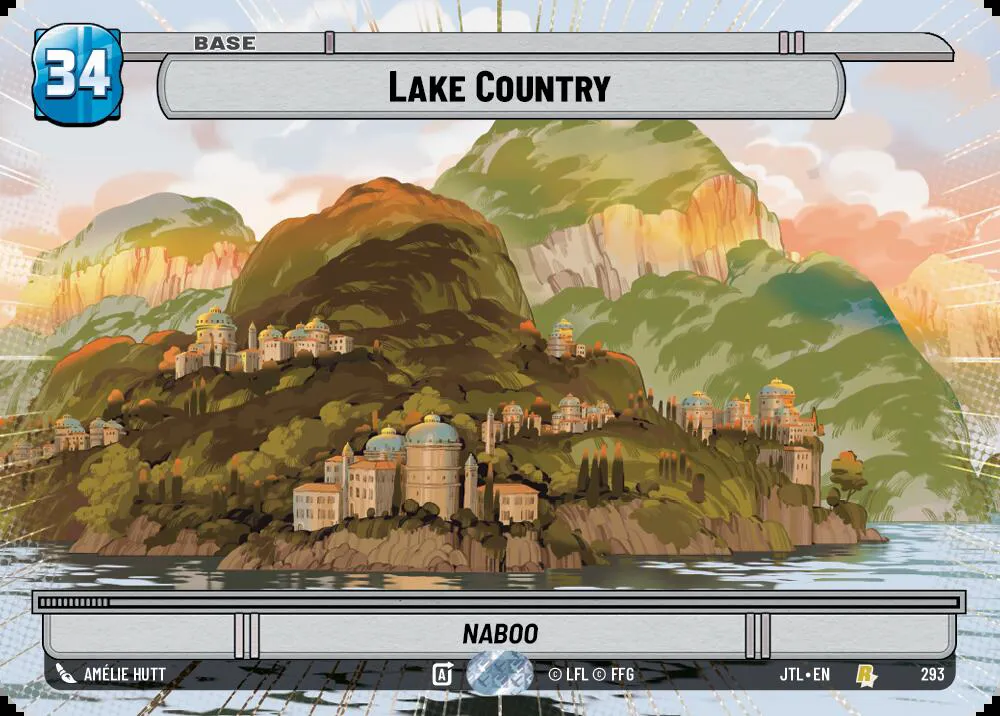 BASE
34
LAKE COUNTRY
NABOO
AMÉLIE HUTT
A
© LFL © FFG
JTL•EN
R
293